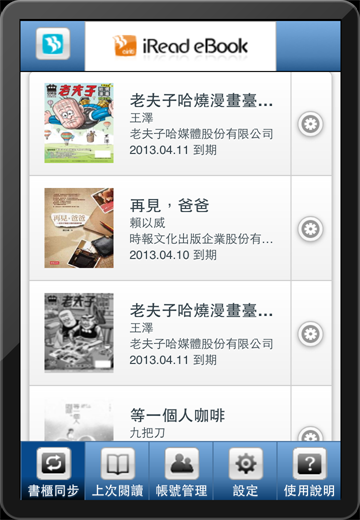 iRead eBook
老夫子哈燒漫畫臺...
王澤
老夫子哈媒體股份有限公司
2013.04.11 到期
再見，爸爸
賴以威
時報文化出版企業股份有...
2013.04.10 到期
老夫子哈燒漫畫臺...
王澤
老夫子哈媒體股份有限公司
2013.04.11 到期
等一個人咖啡
九把刀
書櫃同步
上次閱讀
帳號管理
設定
使用說明